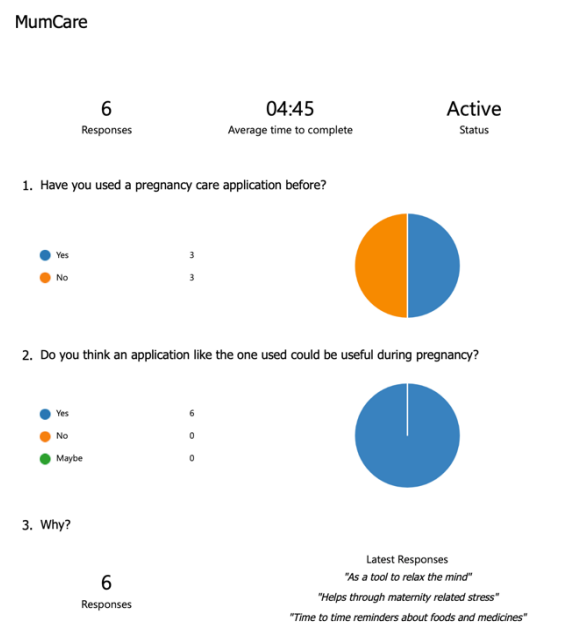 MumCare
6 04:45 Active
Responses Average time to complete Status
1. Have you used a pregnancy care application before?
Yes 3
No 3
2. Do you think an application like the one used could be useful during pregnancy?
Yes 6
No 0
Maybe 0
3. Why?
Latest Responses
"As a tool to relax the mind"
6
"Helps through maternity related stress"
Responses
"Time to time reminders about foods and medicines"